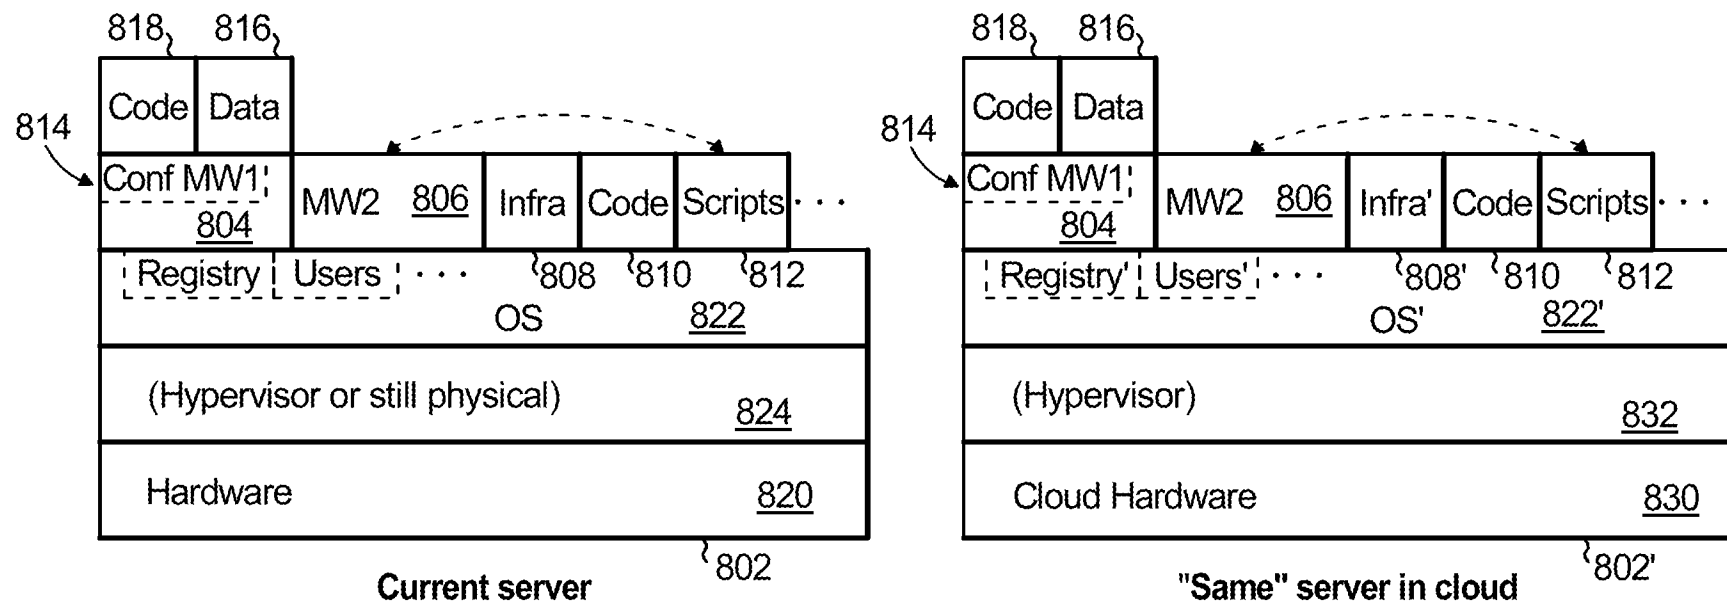 818 816
Code Data
814
Conf MW1
804
MW2 806
Infra Code Scripts . . .
Registry Users . . . 808 810 812
OS 822
(Hypervisor or still physical) 824
Hardware 820
802
Current server
818 816
Code Data
814
Conf MW1
804
MW2 806
Infra' Code Scripts . . .
Registry' Users' . . . 808' 810 812
OS' 822'
(Hypervisor) 832
Cloud Hardware 830
802'
"Same" server in cloud